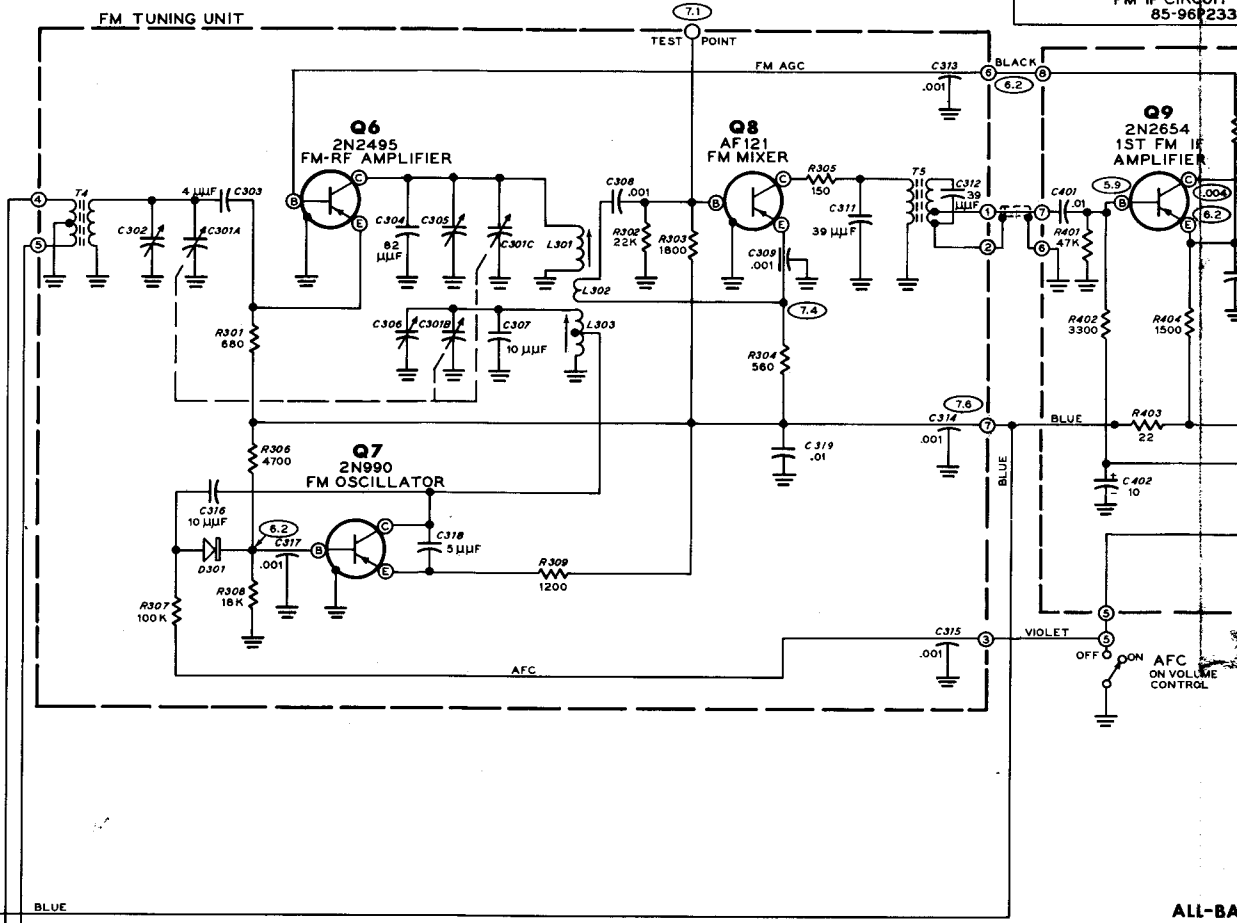 FM TUNING UNIT
FM IF CIRCUIT
85-96P233
7.1
TEST POINT
FM AGC
C313
.001
6
BLACK
8
6.2
Q6
2N2495
FM-RF AMPLIFIER
Q8
AF121
FM MIXER
Q9
2N2654
1ST FM IF
AMPLIFIER
4
T4
4 µµF
C303
B
C
E
C302
C301A
C304
82
µµF
C305
C301C
L301
C308
.001
R302
22K
R303
1800
B
C
E
R305
150
C309
.001
C311
39 µµF
T5
C312
39
µµF
1
2
7
6
C401
.01
R401
47K
5.9
B
C
.004
6.2
E
5
L302
7.4
R301
680
C306
C301B
C307
10 µµF
L303
R304
560
R402
3300
R404
1500
7.6
C314
.001
7
BLUE
R403
22
C319
.01
BLUE
C402
10
+
−
R306
4700
Q7
2N990
FM OSCILLATOR
C316
10 µµF
6.2
C317
.001
B
C
E
C318
5 µµF
D301
R309
1200
R307
100K
R308
18K
AFC
C315
.001
3
VIOLET
5
5
OFF
ON
AFC
ON VOLUME
CONTROL
BLUE
ALL-BA